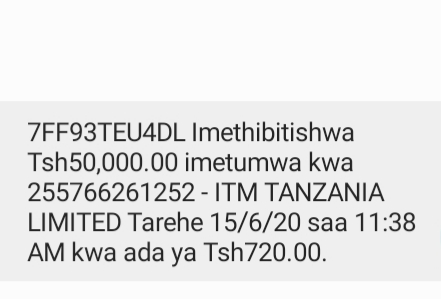 7FF93TEU4DL Imethibitishwa
Tsh50,000.00 imetumwa kwa
255766261252 - ITM TANZANIA
LIMITED Tarehe 15/6/20 saa 11:38
AM kwa ada ya Tsh720.00.